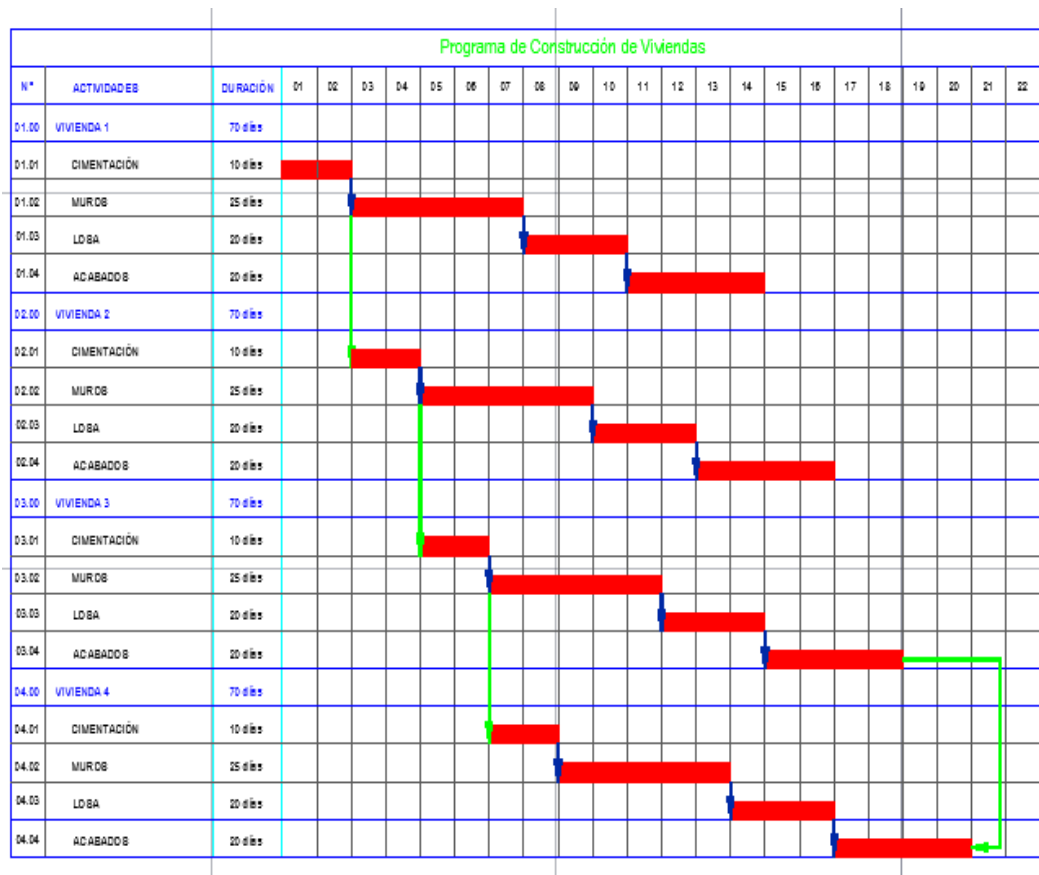 Programa de Construcción de Viviendas
Nº ACTIVIDADES DURACIÓN 01 02 03 04 05 06 07 08 09 10 11 12 13 14 15 16 17 18 19 20 21 22
01.00 VIVIENDA 1 70 días
01.01 CIMENTACIÓN 10 días
01.02 MUROS 25 días
01.03 LOSA 20 días
01.04 ACABADOS 20 días
02.00 VIVIENDA 2 70 días
02.01 CIMENTACIÓN 10 días
02.02 MUROS 25 días
02.03 LOSA 20 días
02.04 ACABADOS 20 días
03.00 VIVIENDA 3 70 días
03.01 CIMENTACIÓN 10 días
03.02 MUROS 25 días
03.03 LOSA 20 días
03.04 ACABADOS 20 días
04.00 VIVIENDA 4 70 días
04.01 CIMENTACIÓN 10 días
04.02 MUROS 25 días
04.03 LOSA 20 días
04.04 ACABADOS 20 días